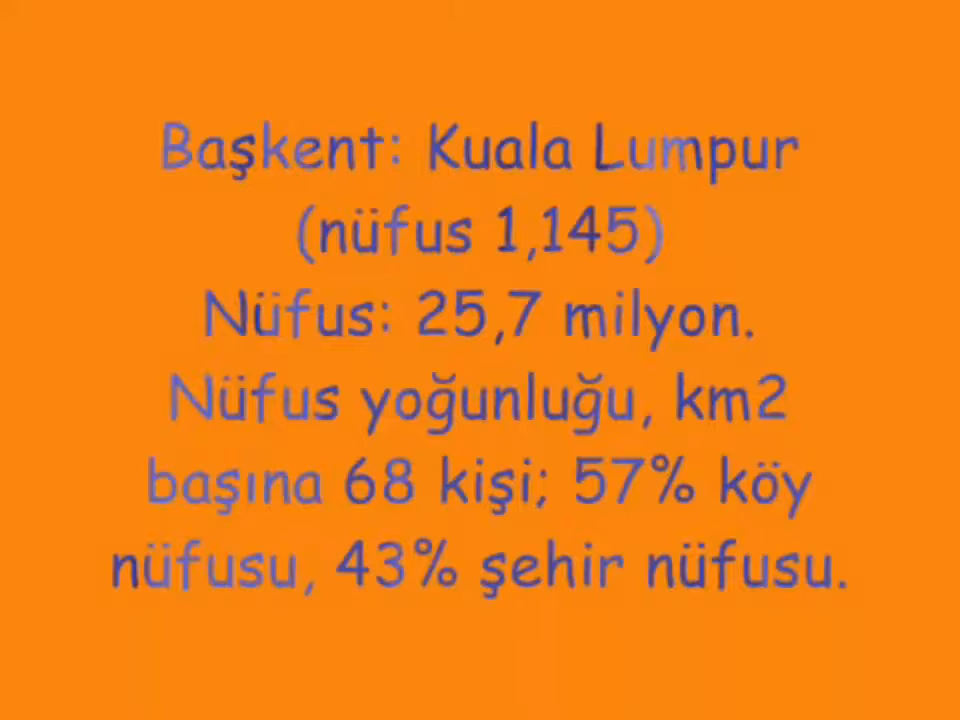 Başkent: Kuala Lumpur
(nüfus 1,145)
Nüfus: 25,7 milyon.
Nüfus yoğunluğu, km2
başına 68 kişi; 57% köy
nüfusu, 43% şehir nüfusu.